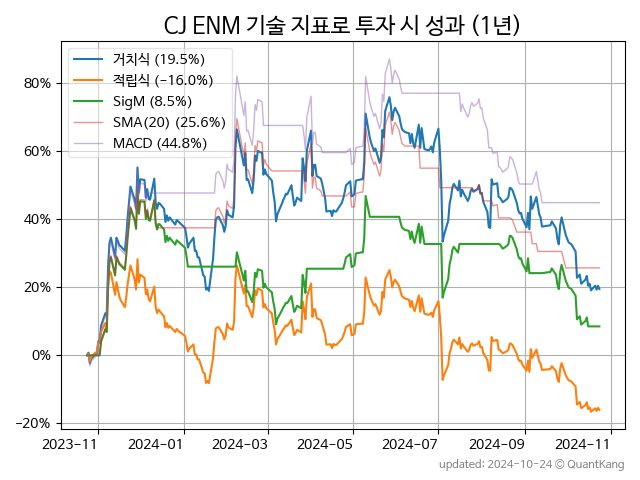 CJ ENM 기술 지표로 투자 시 성과 (1년)
거치식 (19.5%)
적립식 (−16.0%)
SigM (8.5%)
SMA(20) (25.6%)
MACD (44.8%)
80%
60%
40%
20%
0%
−20%
2023−11 2024−01 2024−03 2024−05 2024−07 2024−09 2024−11
updated: 2024-10-24 ⓒ QuantKang